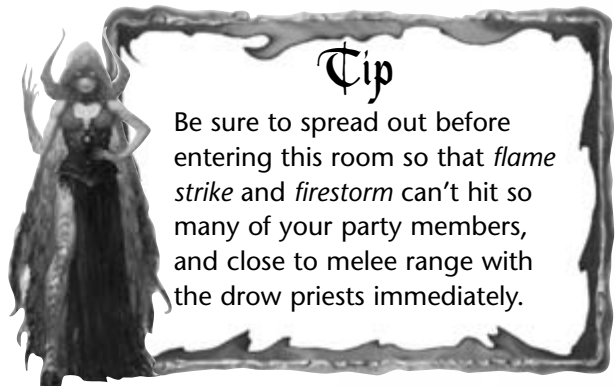 Tip
Be sure to spread out before
entering this room so that flame
strike and firestorm can't hit so
many of your party members,
and close to melee range with
the drow priests immediately.